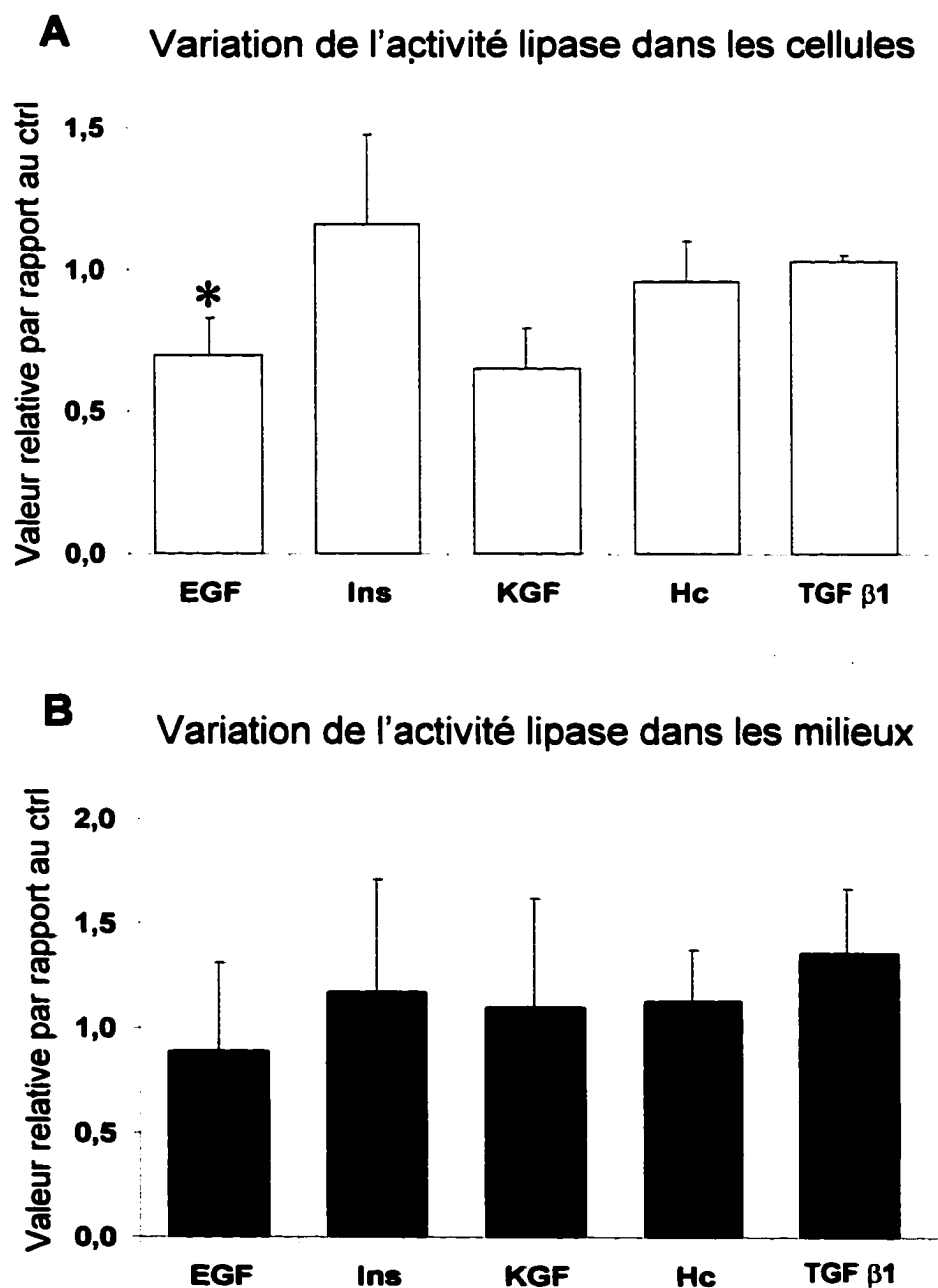 A Variation de l'activité lipase dans les cellules
Valeur relative par rapport au ctrl
1,5
1,0
0,5
0,0
*
EGF Ins KGF Hc TGF β1
B Variation de l'activité lipase dans les milieux
Valeur relative par rapport au ctrl
2,0
1,5
1,0
0,5
0,0
EGF Ins KGF Hc TGF β1